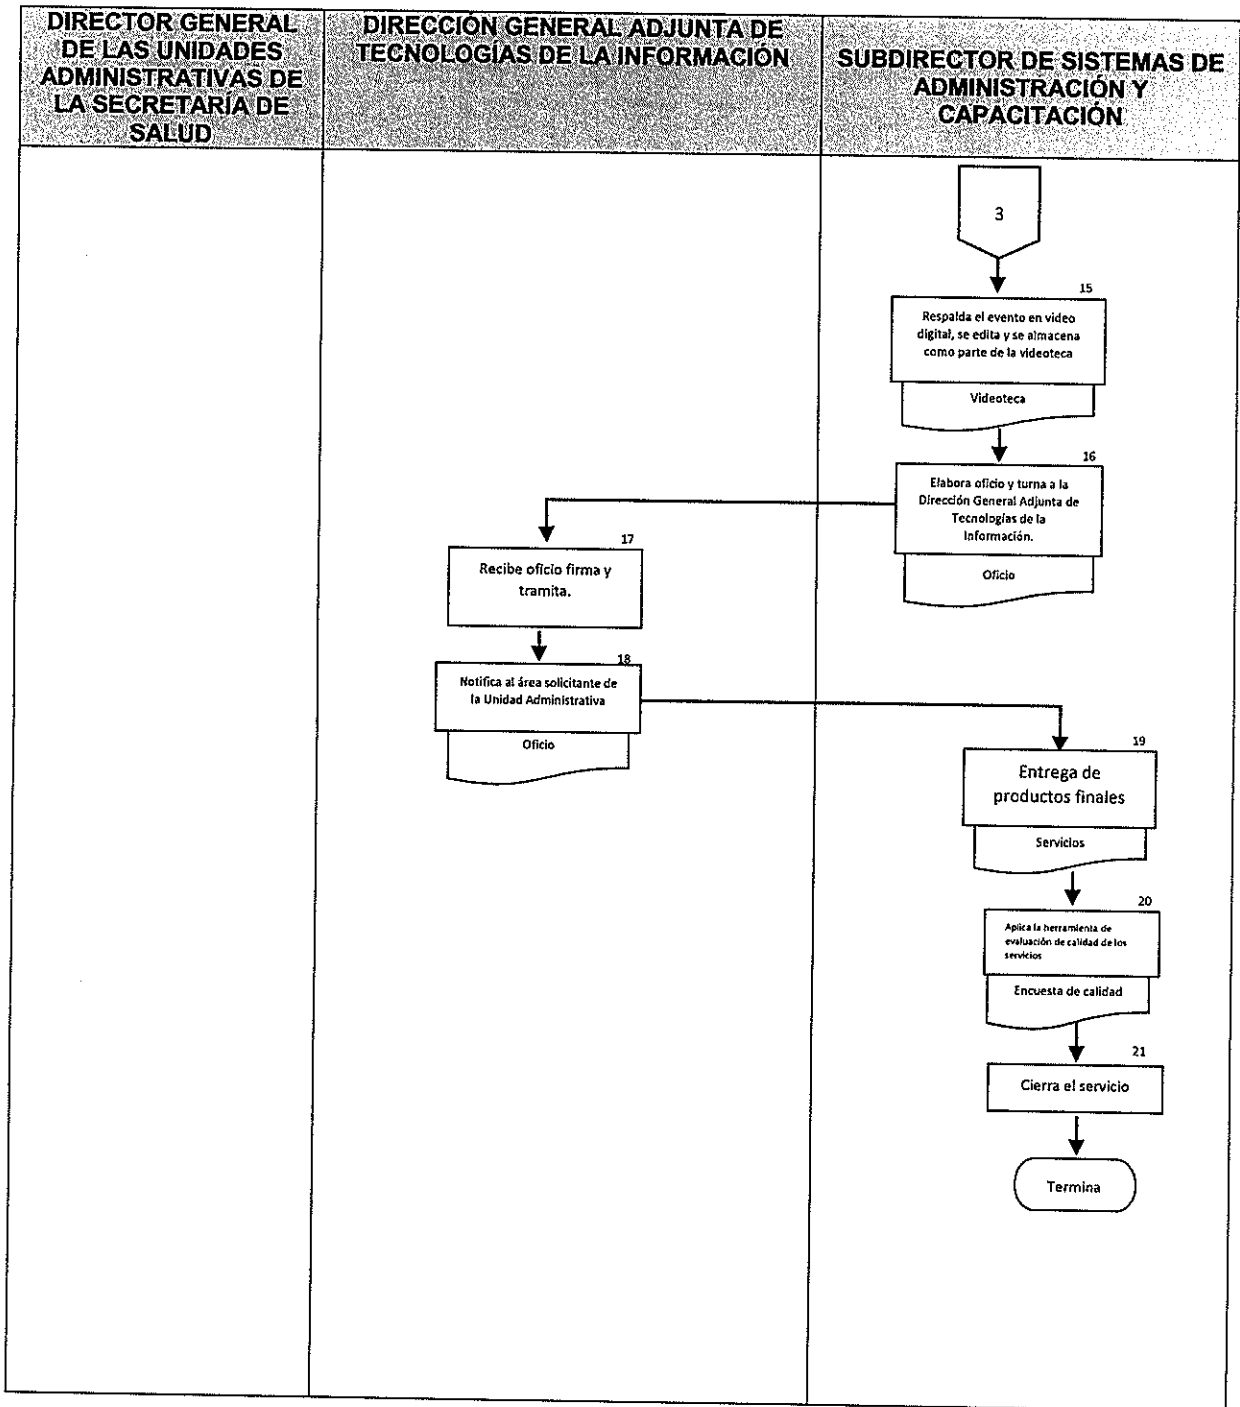 DIRECTOR GENERAL
DE LAS UNIDADES
ADMINISTRATIVAS DE
LA SECRETARÍA DE
SALUD
DIRECCIÓN GENERAL ADJUNTA DE
TECNOLOGÍAS DE LA INFORMACIÓN
SUBDIRECTOR DE SISTEMAS DE
ADMINISTRACIÓN Y
CAPACITACIÓN
3
15
Respalda el evento en video
digital, se edita y se almacena
como parte de la videoteca
Videoteca
16
Elabora oficio y turna a la
Dirección General Adjunta de
Tecnologías de la
Información.
Oficio
17
Recibe oficio firma y
tramita.
18
Notifica al área solicitante de
la Unidad Administrativa
Oficio
19
Entrega de
productos finales
Servicios
20
Aplica la herramienta de
evaluación de calidad de los
servicios
Encuesta de calidad
21
Cierra el servicio
Termina